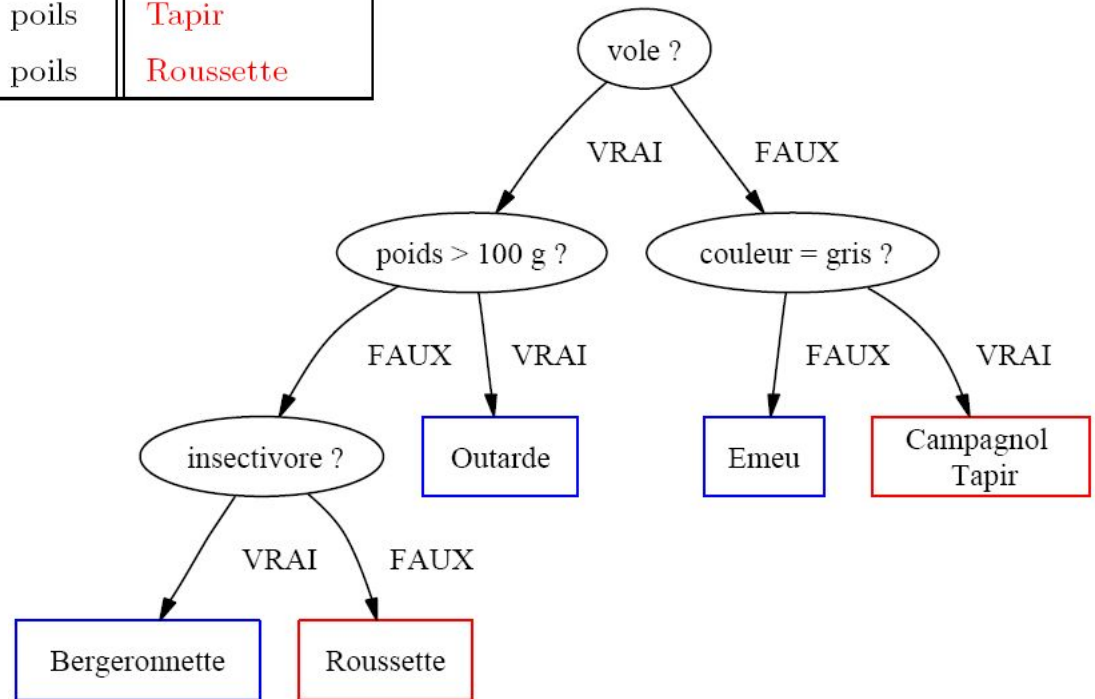 poils Tapir
poils Roussette
vole ?
VRAI FAUX
poids > 100 g ?
couleur = gris ?
FAUX VRAI
FAUX VRAI
insectivore ?
Outarde
Emeu
Campagnol
Tapir
VRAI FAUX
Bergeronnette
Roussette